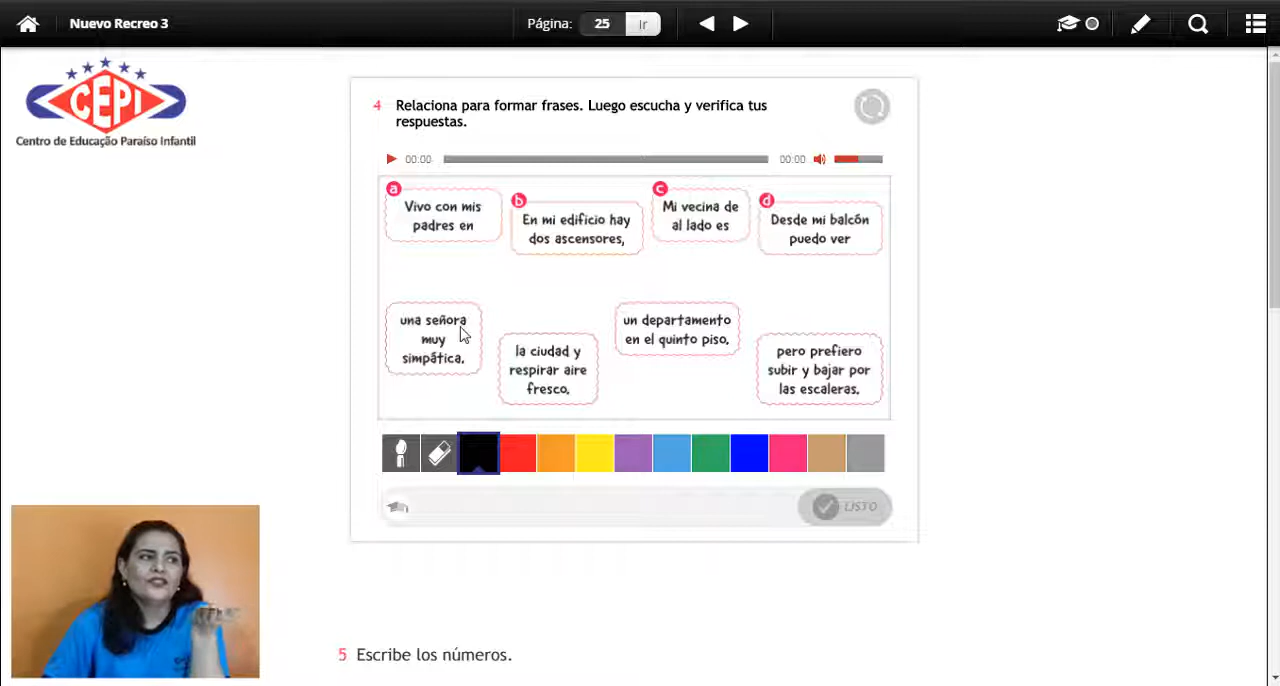 Nuevo Recreo 3
Página: 25 Ir
CEPI
Centro de Educação Paraíso Infantil
4 Relaciona para formar frases. Luego escucha y verifica tus
respuestas.
00:00 00:00
a
Vivo con mis
padres en
b
En mi edificio hay
dos ascensores,
c
Mi vecina de
al lado es
d
Desde mi balcón
puedo ver
una señora
muy
simpática.
la ciudad y
respirar aire
fresco.
un departamento
en el quinto piso.
pero prefiero
subir y bajar por
las escaleras.
LISTO
5 Escribe los números.